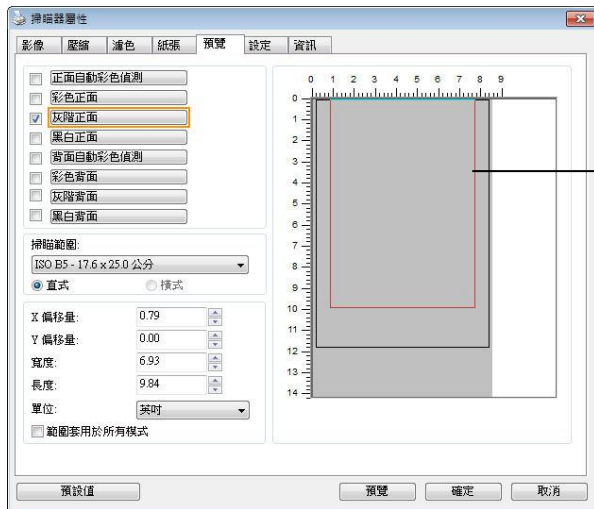 掃瞄器屬性
影像 壓縮 濾色 紙張 預覽 設定 資訊
正面自動彩色偵測
彩色正面
灰階正面
黑白正面
背面自動彩色偵測
彩色背面
灰階背面
黑白背面
掃瞄範圍:
ISO B5 - 17.6 x 25.0 公分
直式 橫式
X 偏移量: 0.79
Y 偏移量: 0.00
寬度: 6.93
長度: 9.84
單位: 英吋
範圍套用於所有模式
0 1 2 3 4 5 6 7 8 9
0
1
2
3
4
5
6
7
8
9
10
11
12
13
14
預設值 預覽 確定 取消